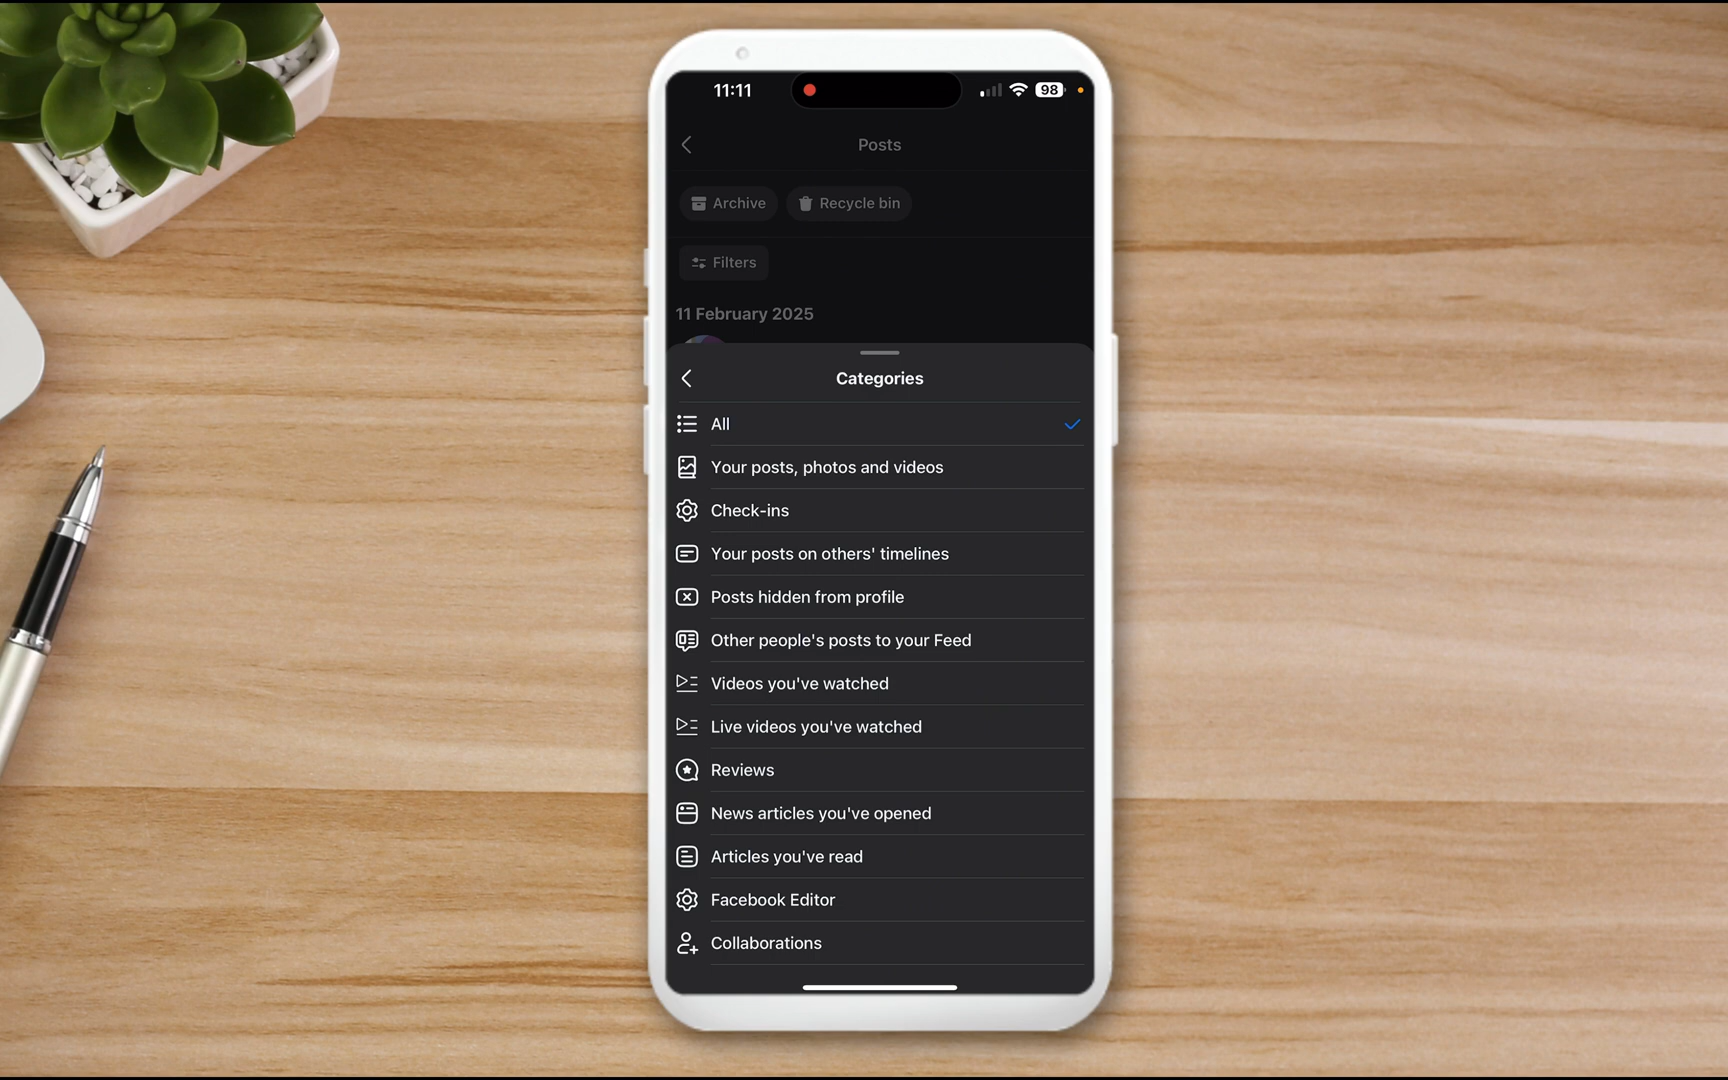 11:11
98
Posts
Archive
Recycle bin
Filters
11 February 2025
Categories
All
Your posts, photos and videos
Check-ins
Your posts on others' timelines
Posts hidden from profile
Other people's posts to your Feed
Videos you've watched
Live videos you've watched
Reviews
News articles you've opened
Articles you've read
Facebook Editor
Collaborations